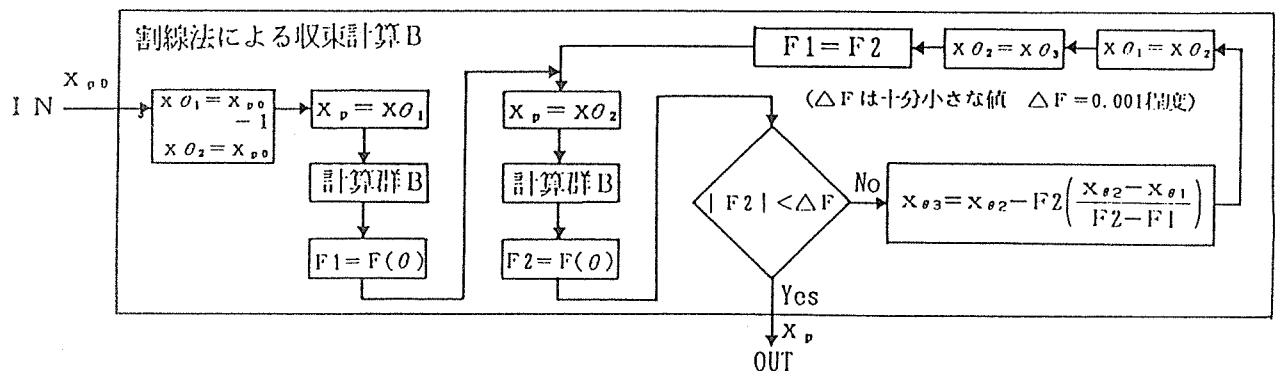 割線法による収束計算B
IN
Xp0
Xθ1=Xp0
-1
Xθ2=Xp0
Xp=Xθ1
計算群B
F1=F(θ)
Xp=Xθ2
計算群B
F2=F(θ)
F1=F2
Xθ2=Xθ3
Xθ1=Xθ2
(△Fは十分小さな値 △F=0.001程度)
|F2|<△F
No
Xθ3=Xθ2-F2(Xθ2-Xθ1/F2-F1)
Yes
Xp
OUT